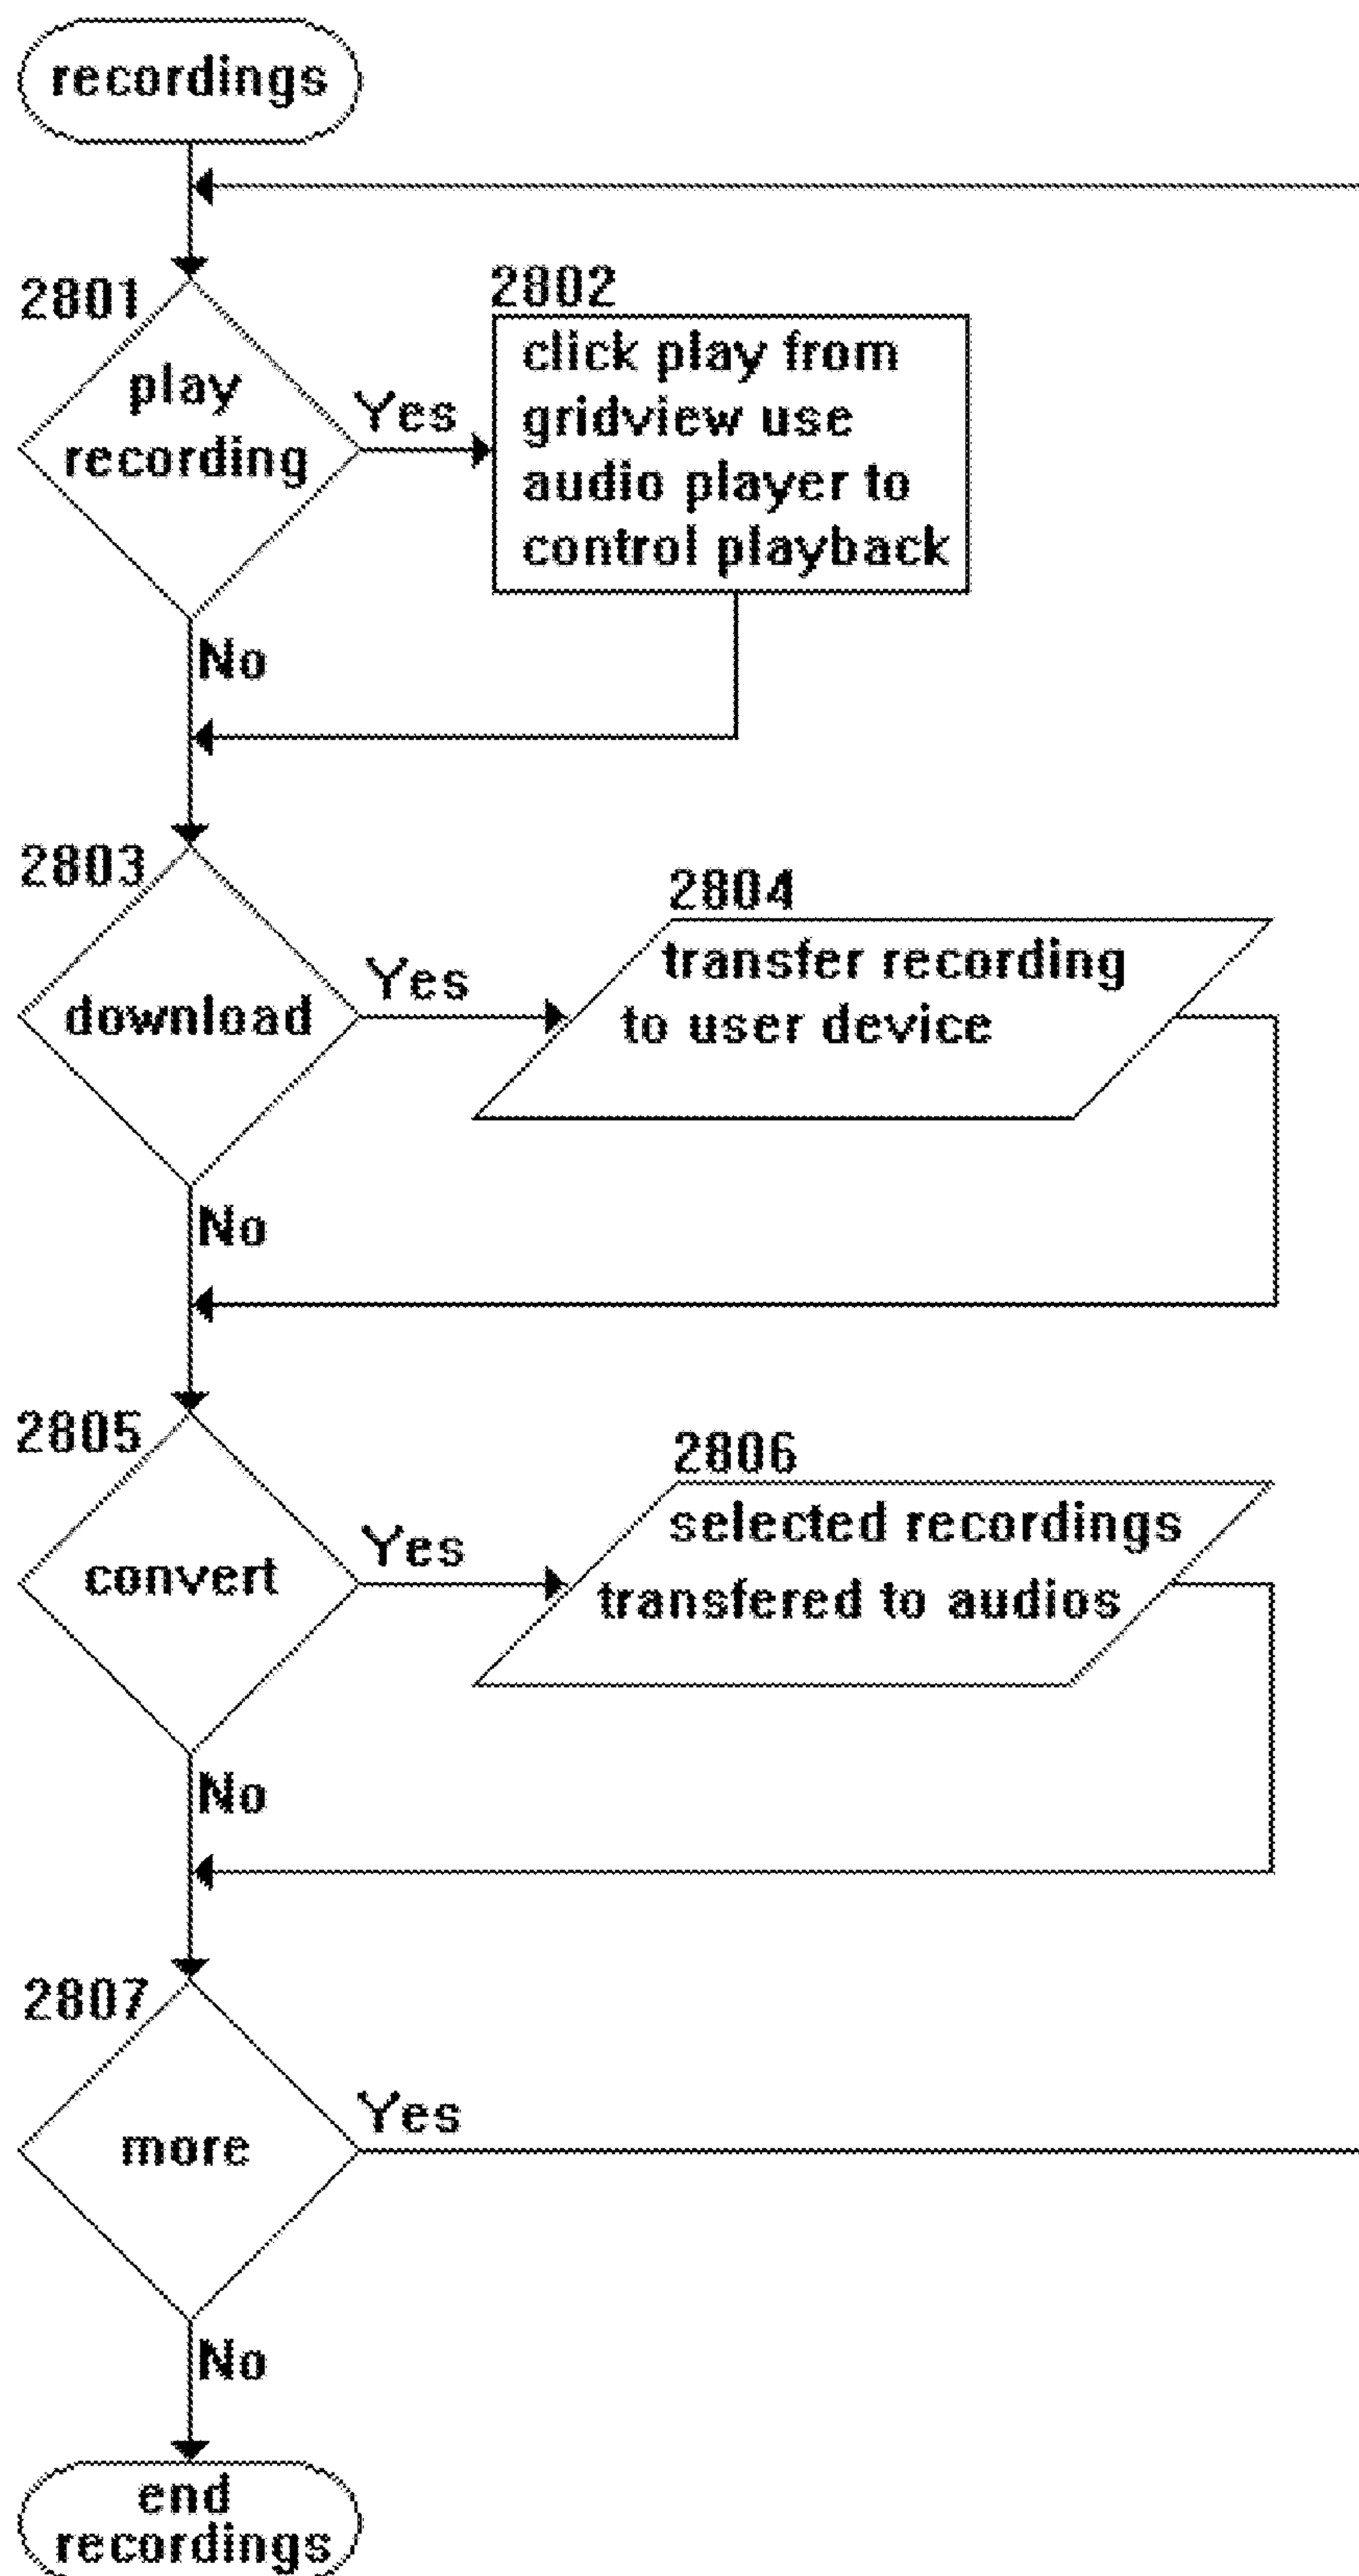 recordings
2801
play
recording
Yes
2802
click play from
gridview use
audio player to
control playback
No
2803
download
Yes
2804
transfer recording
to user device
No
2805
convert
Yes
2806
selected recordings
transfered to audios
No
2807
more
Yes
No
end
recordings